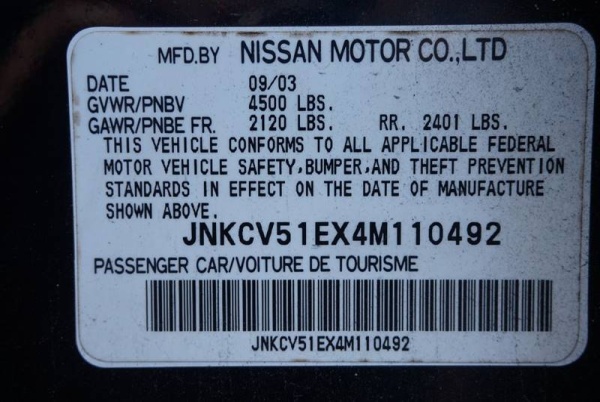 MFD.BY NISSAN MOTOR CO.,LTD
DATE 09/03
GVWR/PNBV 4500 LBS.
GAWR/PNBE FR. 2120 LBS. RR. 2401 LBS.
THIS VEHICLE CONFORMS TO ALL APPLICABLE FEDERAL
MOTOR VEHICLE SAFETY,BUMPER,AND THEFT PREVENTION
STANDARDS IN EFFECT ON THE DATE OF MANUFACTURE
SHOWN ABOVE.
JNKCV51EX4M110492
PASSENGER CAR/VOITURE DE TOURISME
JNKCV51EX4M110492